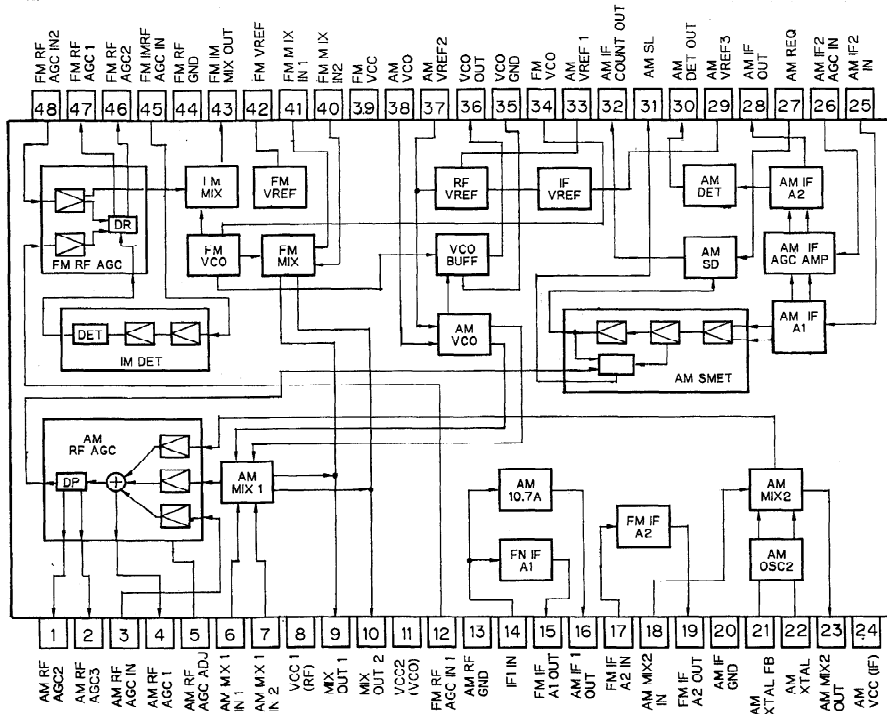 FM RF AGC IN2
FM RF AGC1
FM RF AGC2
FM IMRF AGC IN
FM RF GND
FM IM MIX OUT
FM VREF
FM M IX IN 1
FM M IX IN2
FM VCC
AM VCO
AM VREF2
VCO OUT
VCO GND
FM VCO
AM VREF 1
AM IF COUNT OUT
AM SL
AM DET OUT
AM VREF3
AM IF OUT
AM REQ
AM IF2 AGC IN
AM IF2 IN
48 47 46 45 44 43 42 41 40 39 38 37 36 35 34 33 32 31 30 29 28 27 26 25
I M
MIX
FM
VREF
RF
VREF
IF
VREF
AM
DET
AM IF
A2
DR
FM RF AGC
FM
VCO
FM
MIX
VCO
BUFF
AM
SD
AM IF
AGC AMP
DET
IM DET
AM
VCO
AM IF
A1
AM SMET
AM
RF AGC
DP
AM
MIX 1
AM
10.7A
FN IF
A1
FM IF
A2
AM
MIX2
AM
OSC2
1 2 3 4 5 6 7 8 9 10 11 12 13 14 15 16 17 18 19 20 21 22 23 24
AM RF AGC2
AM RF AGC3
AM RF AGC IN
AM RF AGC 1
AM RF AGC ADJ
AM MX 1 IN 1
AM MX 1 IN 2
VCC 1 (RF)
MIX OUT 1
MIX OUT 2
VCC2 (VCO)
FM RF AGC IN 1
AM RF GND
IF1 IN
FM IF A1 OUT
AM IF 1 OUT
FM IF A2 IN
AM MIX2 IN
FM IF A2 OUT
AM IF GND
AM XTAL FB
AM XTAL
AM MIX2 OUT
AM VCC (IF)